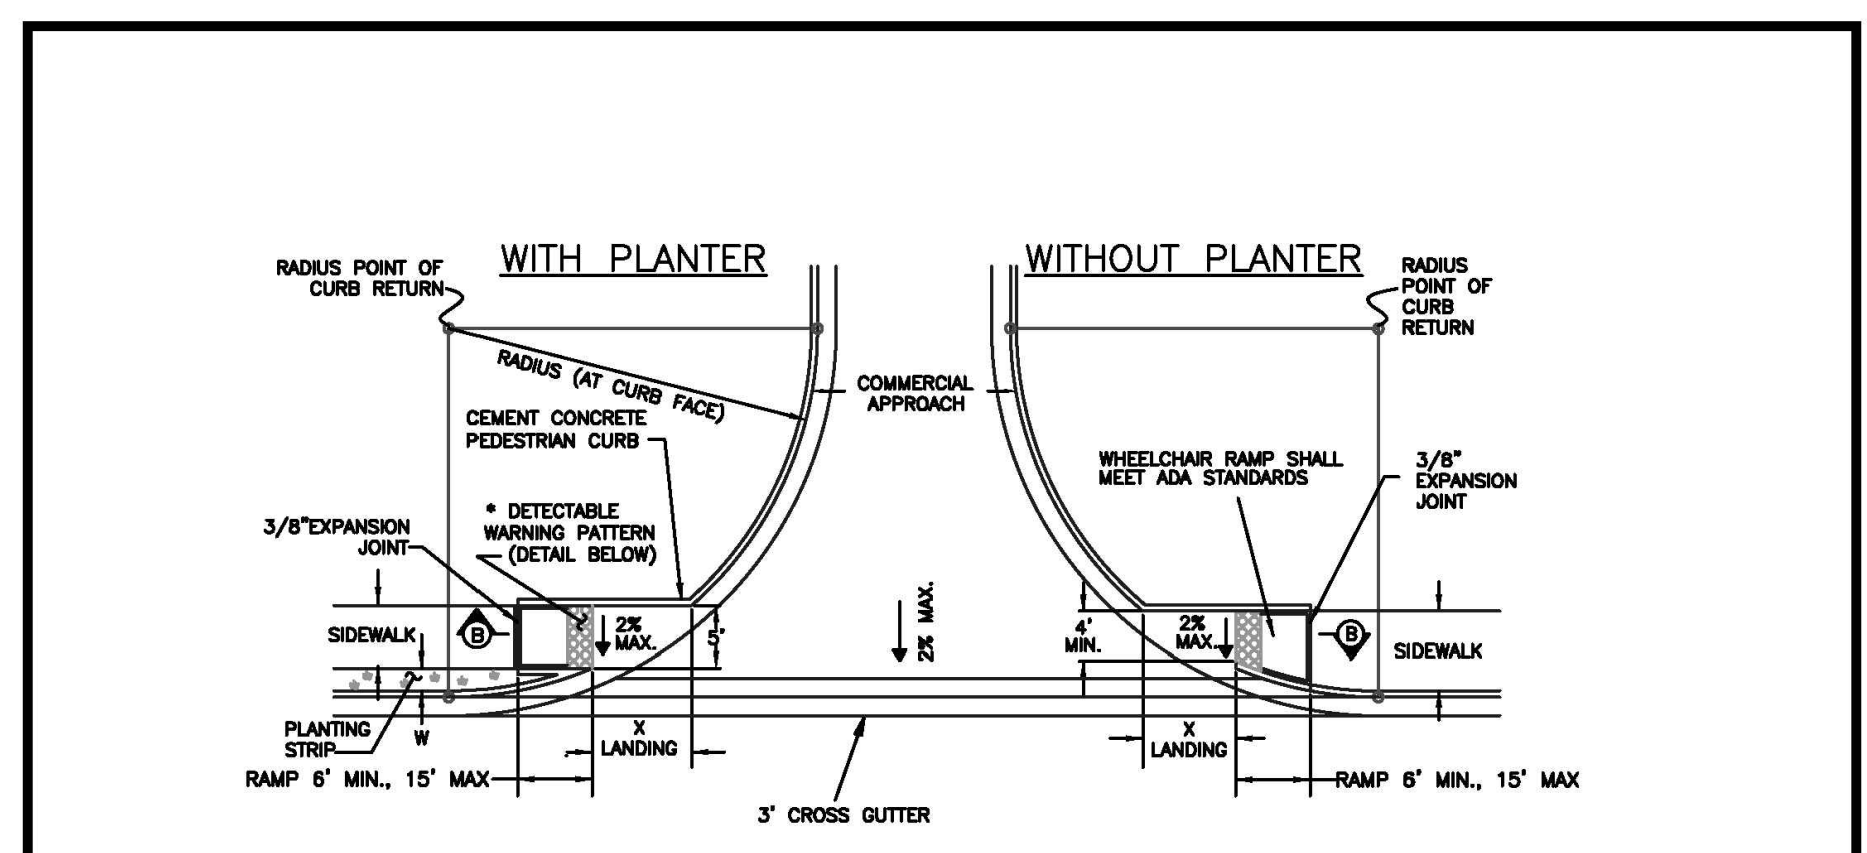 WITH PLANTER
WITHOUT PLANTER
RADIUS POINT OF
CURB RETURN
RADIUS
POINT OF
CURB
RETURN
RADIUS (AT CURB FACE)
COMMERCIAL
APPROACH
CEMENT CONCRETE
PEDESTRIAN CURB
WHEELCHAIR RAMP SHALL
MEET ADA STANDARDS
3/8"
EXPANSION
JOINT
* DETECTABLE
WARNING PATTERN
(DETAIL BELOW)
3/8"EXPANSION
JOINT
SIDEWALK
B
2%
MAX.
5'
2% MAX.
4'
MIN.
2%
MAX.
B
SIDEWALK
PLANTING
STRIP
W
X
LANDING
X
LANDING
RAMP 6' MIN., 15' MAX
RAMP 6' MIN., 15' MAX
3' CROSS GUTTER